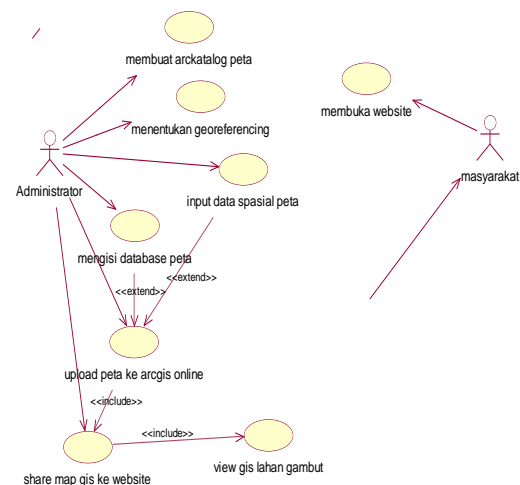 membuat arckatalog peta
membuka website
menentukan georeferencing
Administrator
masyarakat
input data spasial peta
mengisi database peta
<<extend>>
<<extend>>
upload peta ke arcgis online
<<include>>
<<include>>
share map gis ke website
view gis lahan gambut